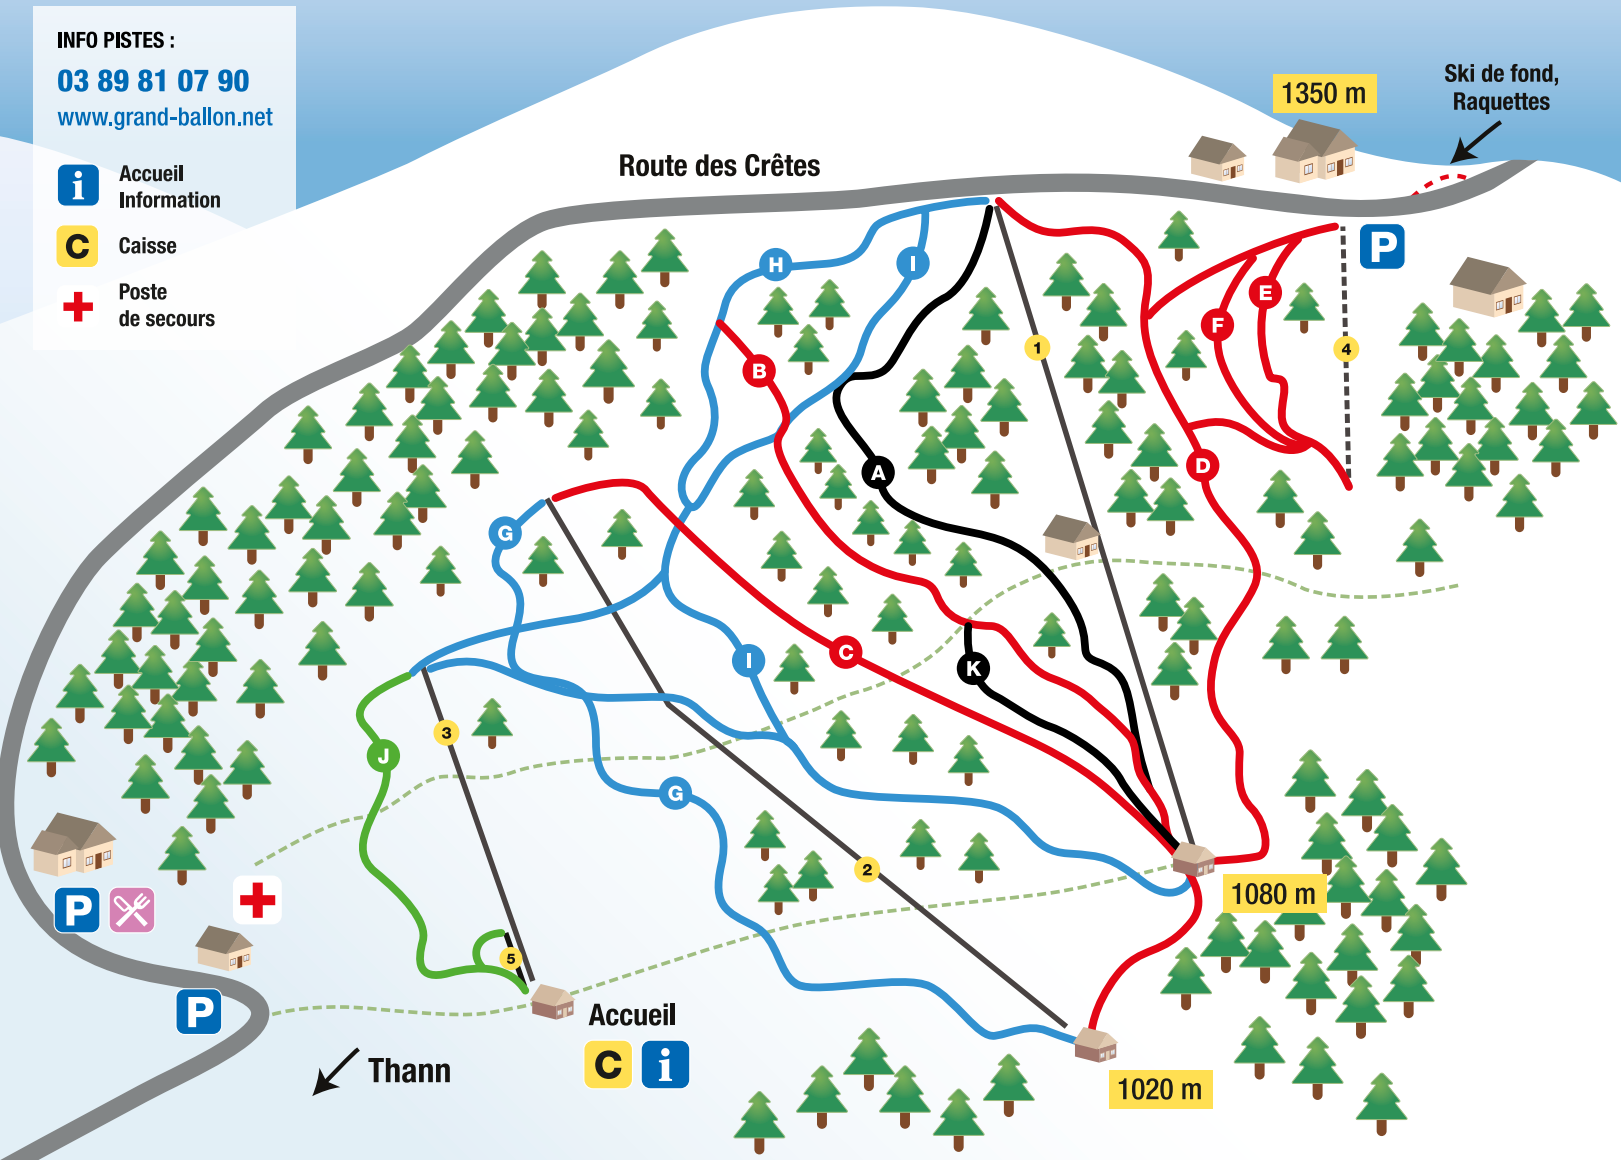 INFO PISTES :
03 89 81 07 90
www.grand-ballon.net
i
Accueil
Information
C
Caisse
Poste
de secours
Route des Crêtes
1350 m
Ski de fond,
Raquettes
P
H
I
E
F
1
4
B
D
A
G
C
I
K
3
J
G
2
1080 m
P
5
P
Accueil
C
i
Thann
1020 m